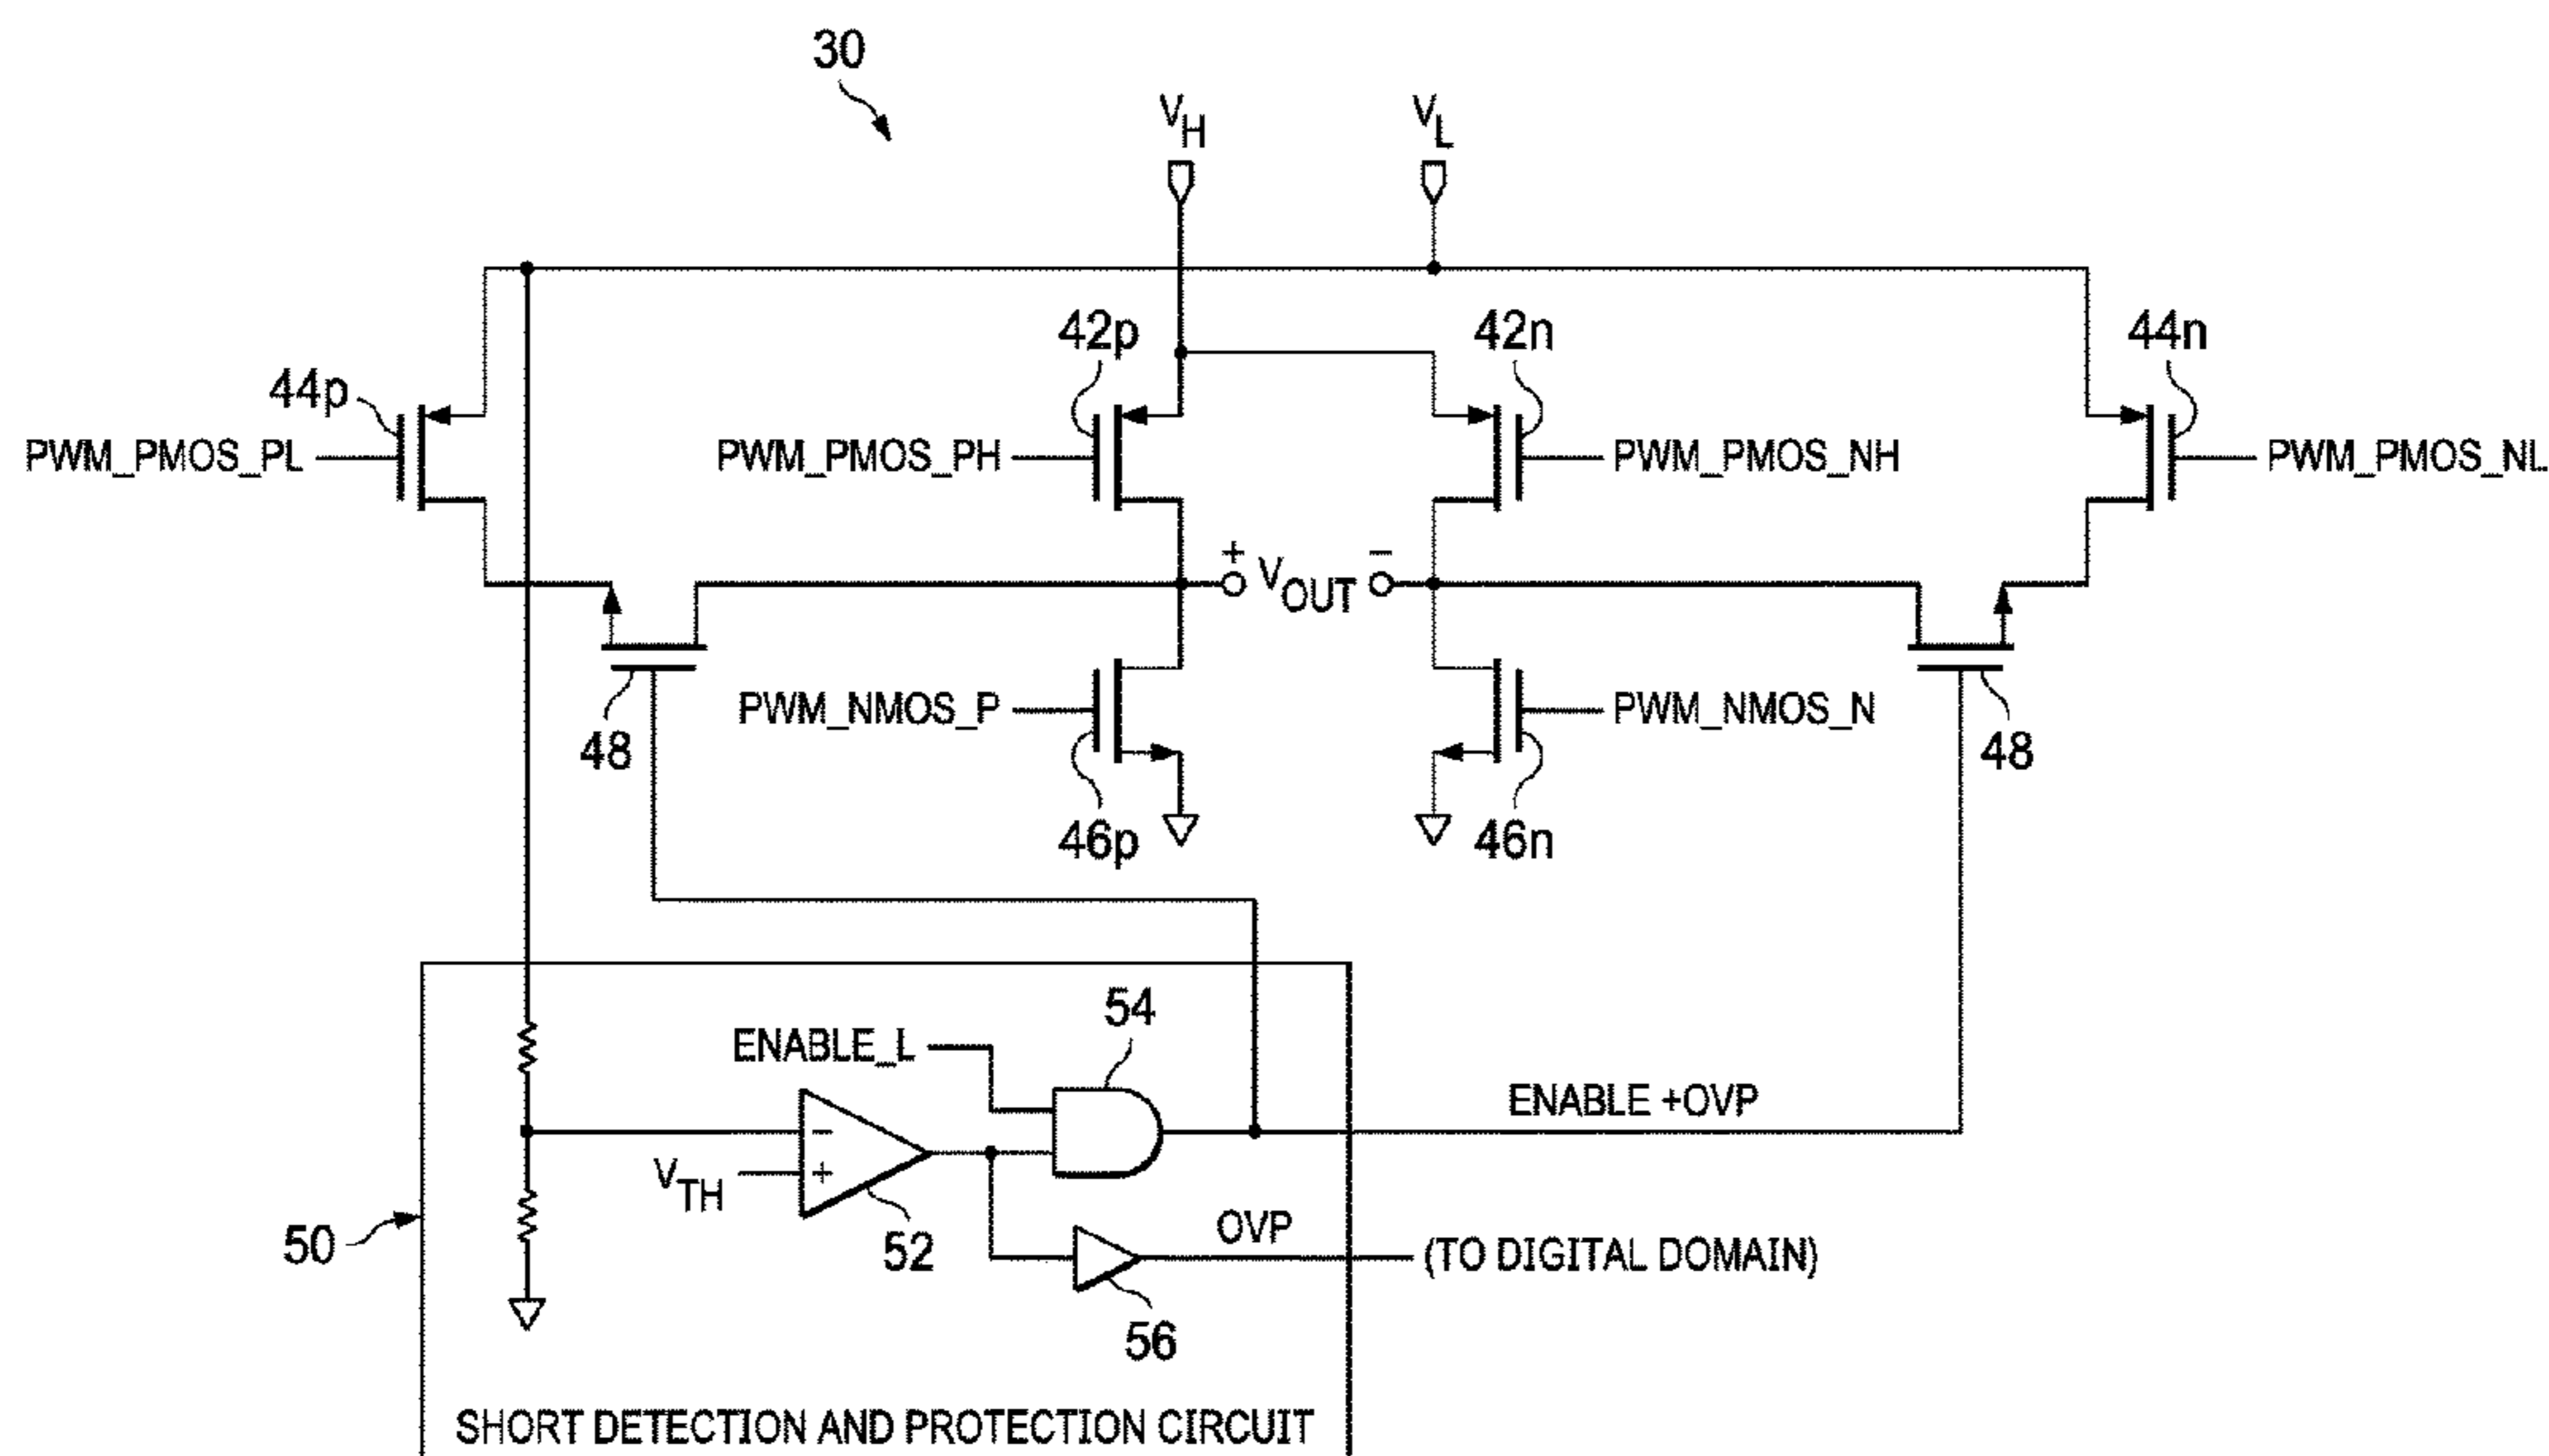 30
VH
VL
42p
42n
44n
44p
PWM_PMOS_PL
PWM_PMOS_PH
PWM_PMOS_NH
PWM_PMOS_NL
+
VOUT
−
PWM_NMOS_P
PWM_NMOS_N
48
48
46p
46n
54
ENABLE_L
ENABLE +OVP
−
VTH
+
50
52
OVP
(TO DIGITAL DOMAIN)
56
SHORT DETECTION AND PROTECTION CIRCUIT